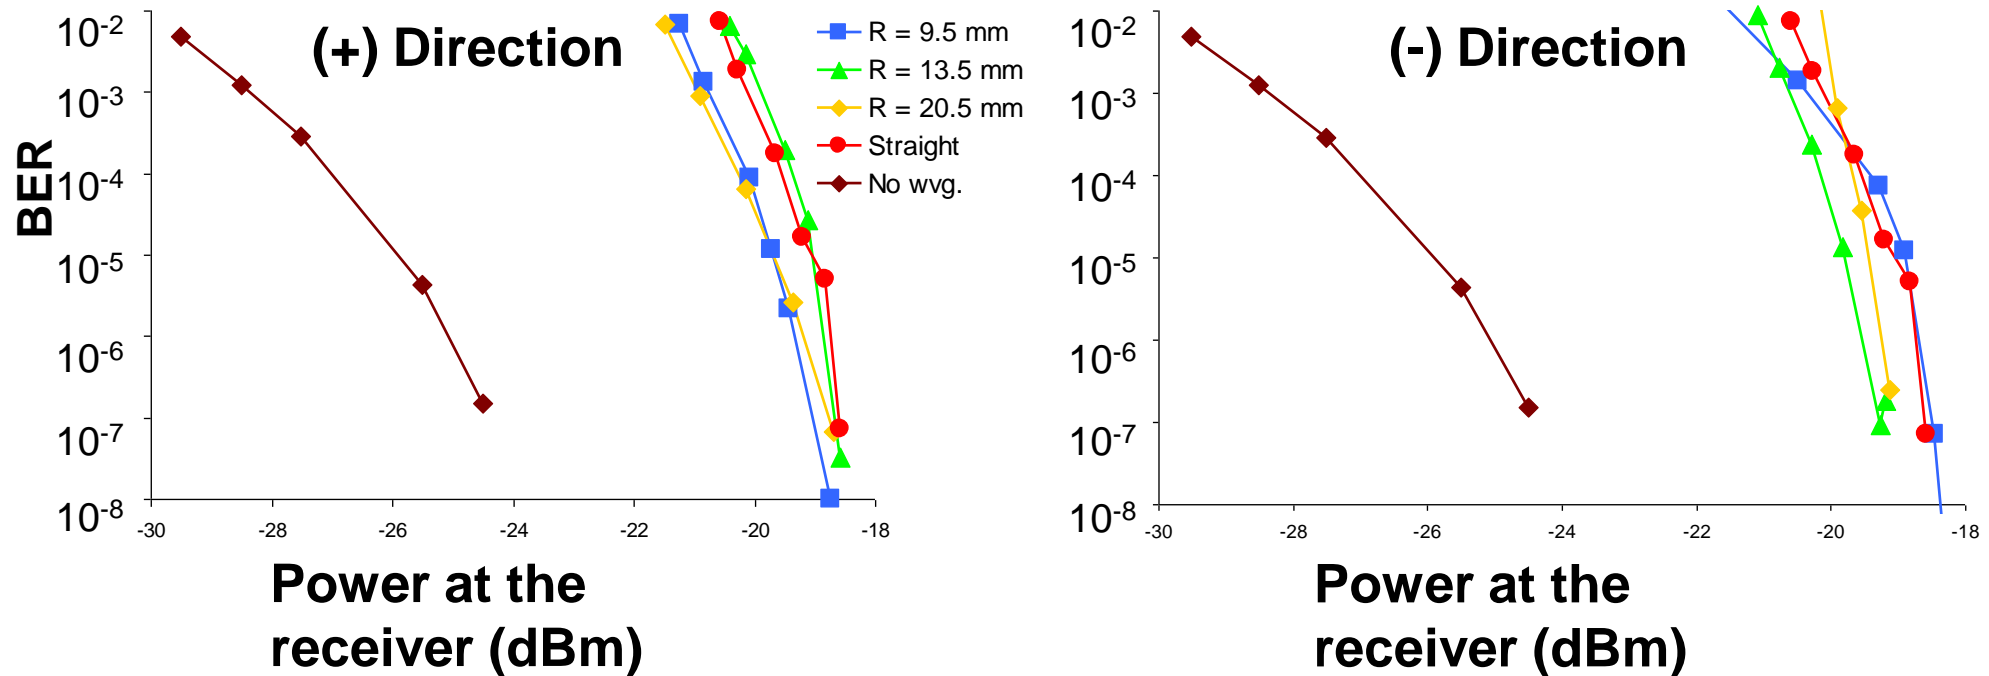 (+) Direction
BER
10-2
10-3
10-4
10-5
10-6
10-7
10-8
-30 -28 -26 -24 -22 -20 -18
Power at the
receiver (dBm)
R = 9.5 mm
R = 13.5 mm
R = 20.5 mm
Straight
No wvg.
(-) Direction
10-2
10-3
10-4
10-5
10-6
10-7
10-8
-30 -28 -26 -24 -22 -20 -18
Power at the
receiver (dBm)